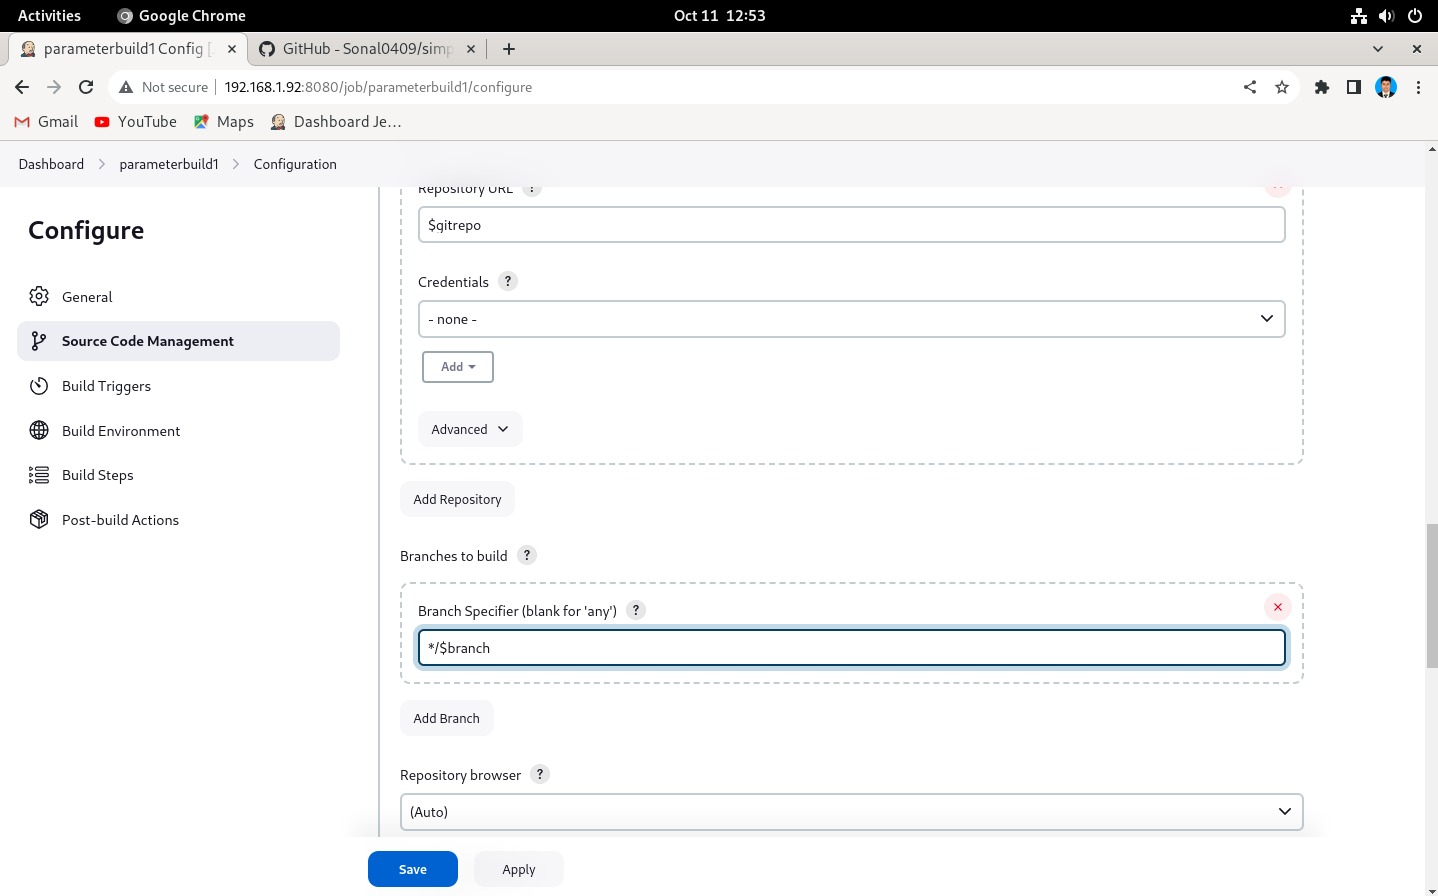 Activities
Google Chrome
Oct 11 12:53
parameterbuild1 Config [
GitHub - Sonal0409/simp
Not secure
192.168.1.92:8080/job/parameterbuild1/configure
Gmail
YouTube
Maps
Dashboard Je...
Dashboard
parameterbuild1
Configuration
Repository URL ?
Configure
$gitrepo
Credentials ?
General
- none -
Source Code Management
Add
Build Triggers
Build Environment
Advanced
Build Steps
Add Repository
Post-build Actions
Branches to build ?
Branch Specifier (blank for 'any') ?
*/$branch
Add Branch
Repository browser ?
(Auto)
Save
Apply